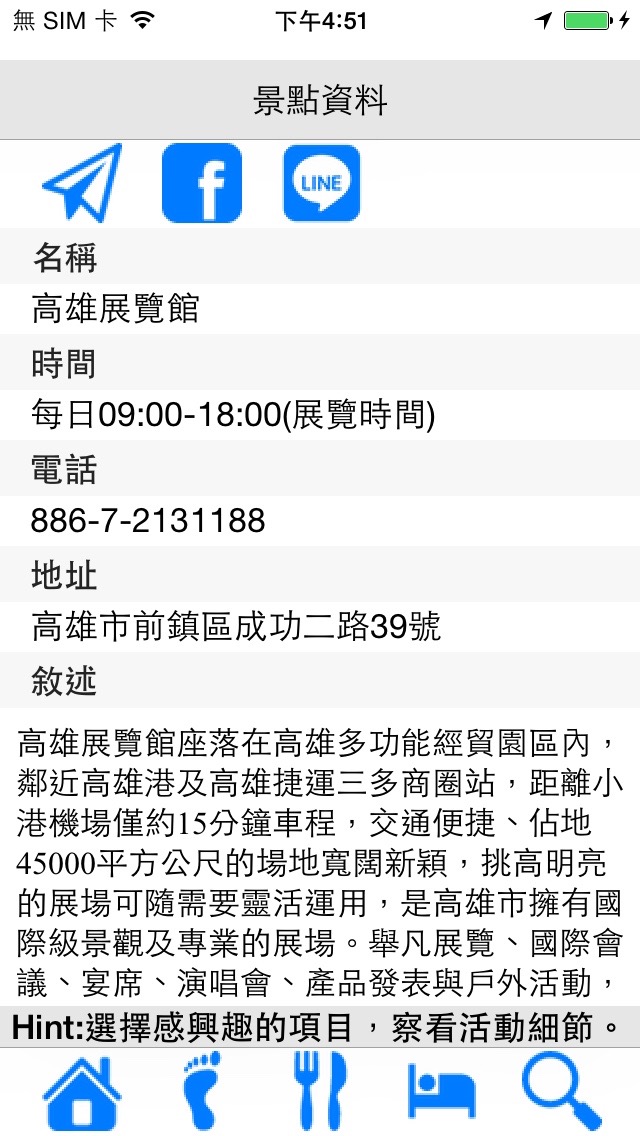 無 SIM 卡 下午4:51
景點資料
f LINE
名稱
高雄展覽館
時間
每日09:00-18:00(展覽時間)
電話
886-7-2131188
地址
高雄市前鎮區成功二路39號
敘述
高雄展覽館座落在高雄多功能經貿園區內，
鄰近高雄港及高雄捷運三多商圈站，距離小
港機場僅約15分鐘車程，交通便捷、佔地
45000平方公尺的場地寬闊新穎，挑高明亮
的展場可隨需要靈活運用，是高雄市擁有國
際級景觀及專業的展場。舉凡展覽、國際會
議、宴席、演唱會、產品發表與戶外活動，
Hint:選擇感興趣的項目，察看活動細節。